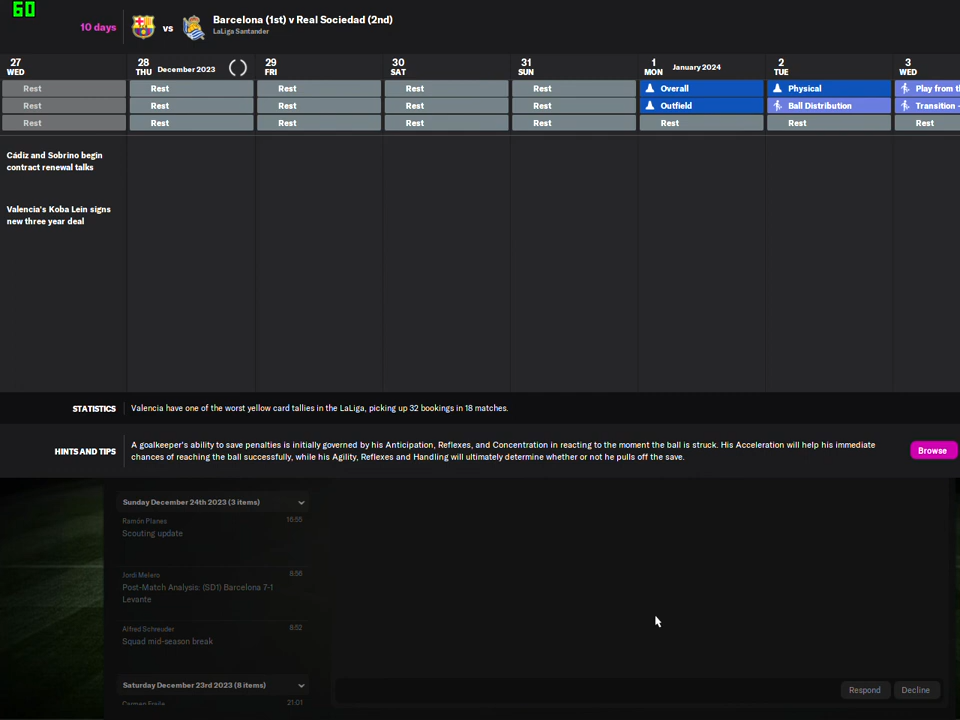 60
10 days
vs
Barcelona (1st) v Real Sociedad (2nd)
LaLiga Santander
27
WED
28
THU December 2023
29
FRI
30
SAT
31
SUN
1
MON January 2024
2
TUE
3
WED
Rest Rest Rest Rest Rest Overall Physical Play from t
Rest Rest Rest Rest Rest Outfield Ball Distribution Transition -
Rest Rest Rest Rest Rest Rest Rest Rest
Cádiz and Sobrino begin
contract renewal talks
Valencia's Koba Lein signs
new three year deal
STATISTICS
Valencia have one of the worst yellow card tallies in the LaLiga, picking up 32 bookings in 18 matches.
HINTS AND TIPS
A goalkeeper's ability to save penalties is initially governed by his Anticipation, Reflexes, and Concentration in reacting to the moment the ball is struck. His Acceleration will help his immediate
chances of reaching the ball successfully, while his Agility, Reflexes and Handling will ultimately determine whether or not he pulls off the save.
Browse
Sunday December 24th 2023 (3 items)
Ramón Planes
Scouting update
Jordi Melero 8:56
Post-Match Analysis: (SD1) Barcelona 7-1
Levante
Alfred Schreuder 8:52
Squad mid-season break
Saturday December 23rd 2023 (8 items)
Carmen Fraile 21:01
Respond Decline